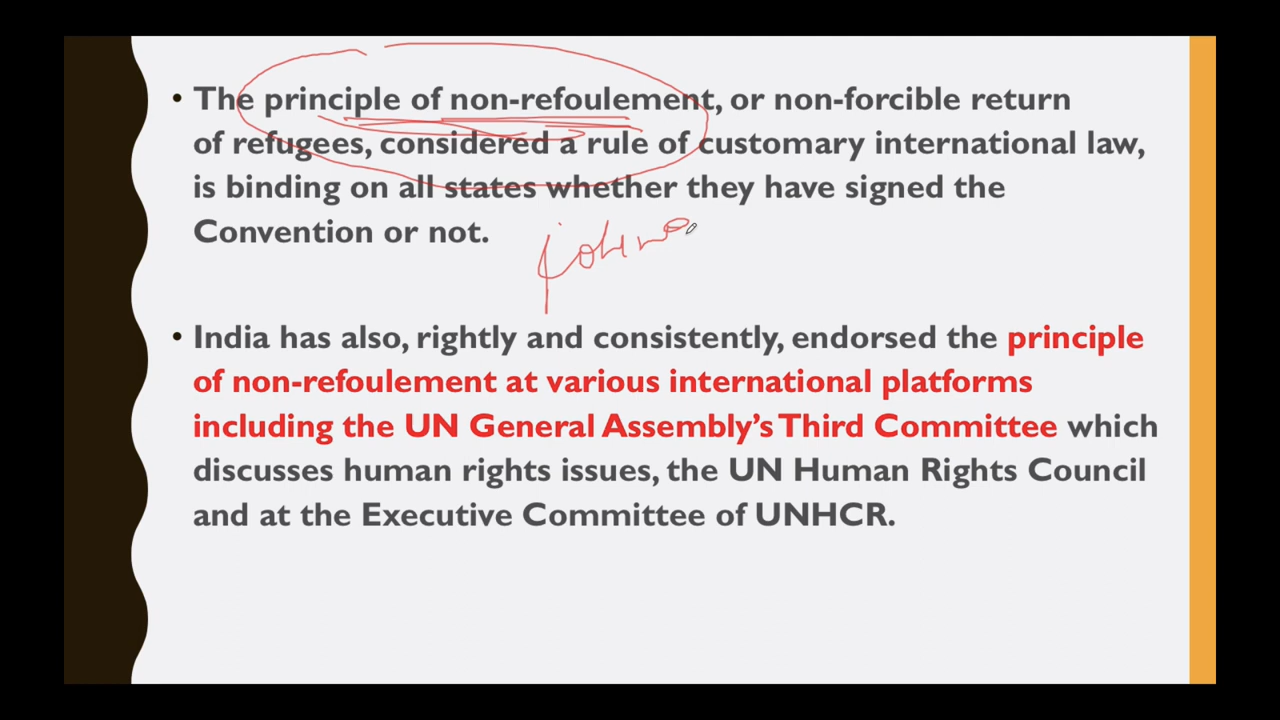 • The principle of non-refoulement, or non-forcible return
of refugees, considered a rule of customary international law,
is binding on all states whether they have signed the
Convention or not.
• India has also, rightly and consistently, endorsed the principle
of non-refoulement at various international platforms
including the UN General Assembly's Third Committee which
discusses human rights issues, the UN Human Rights Council
and at the Executive Committee of UNHCR.